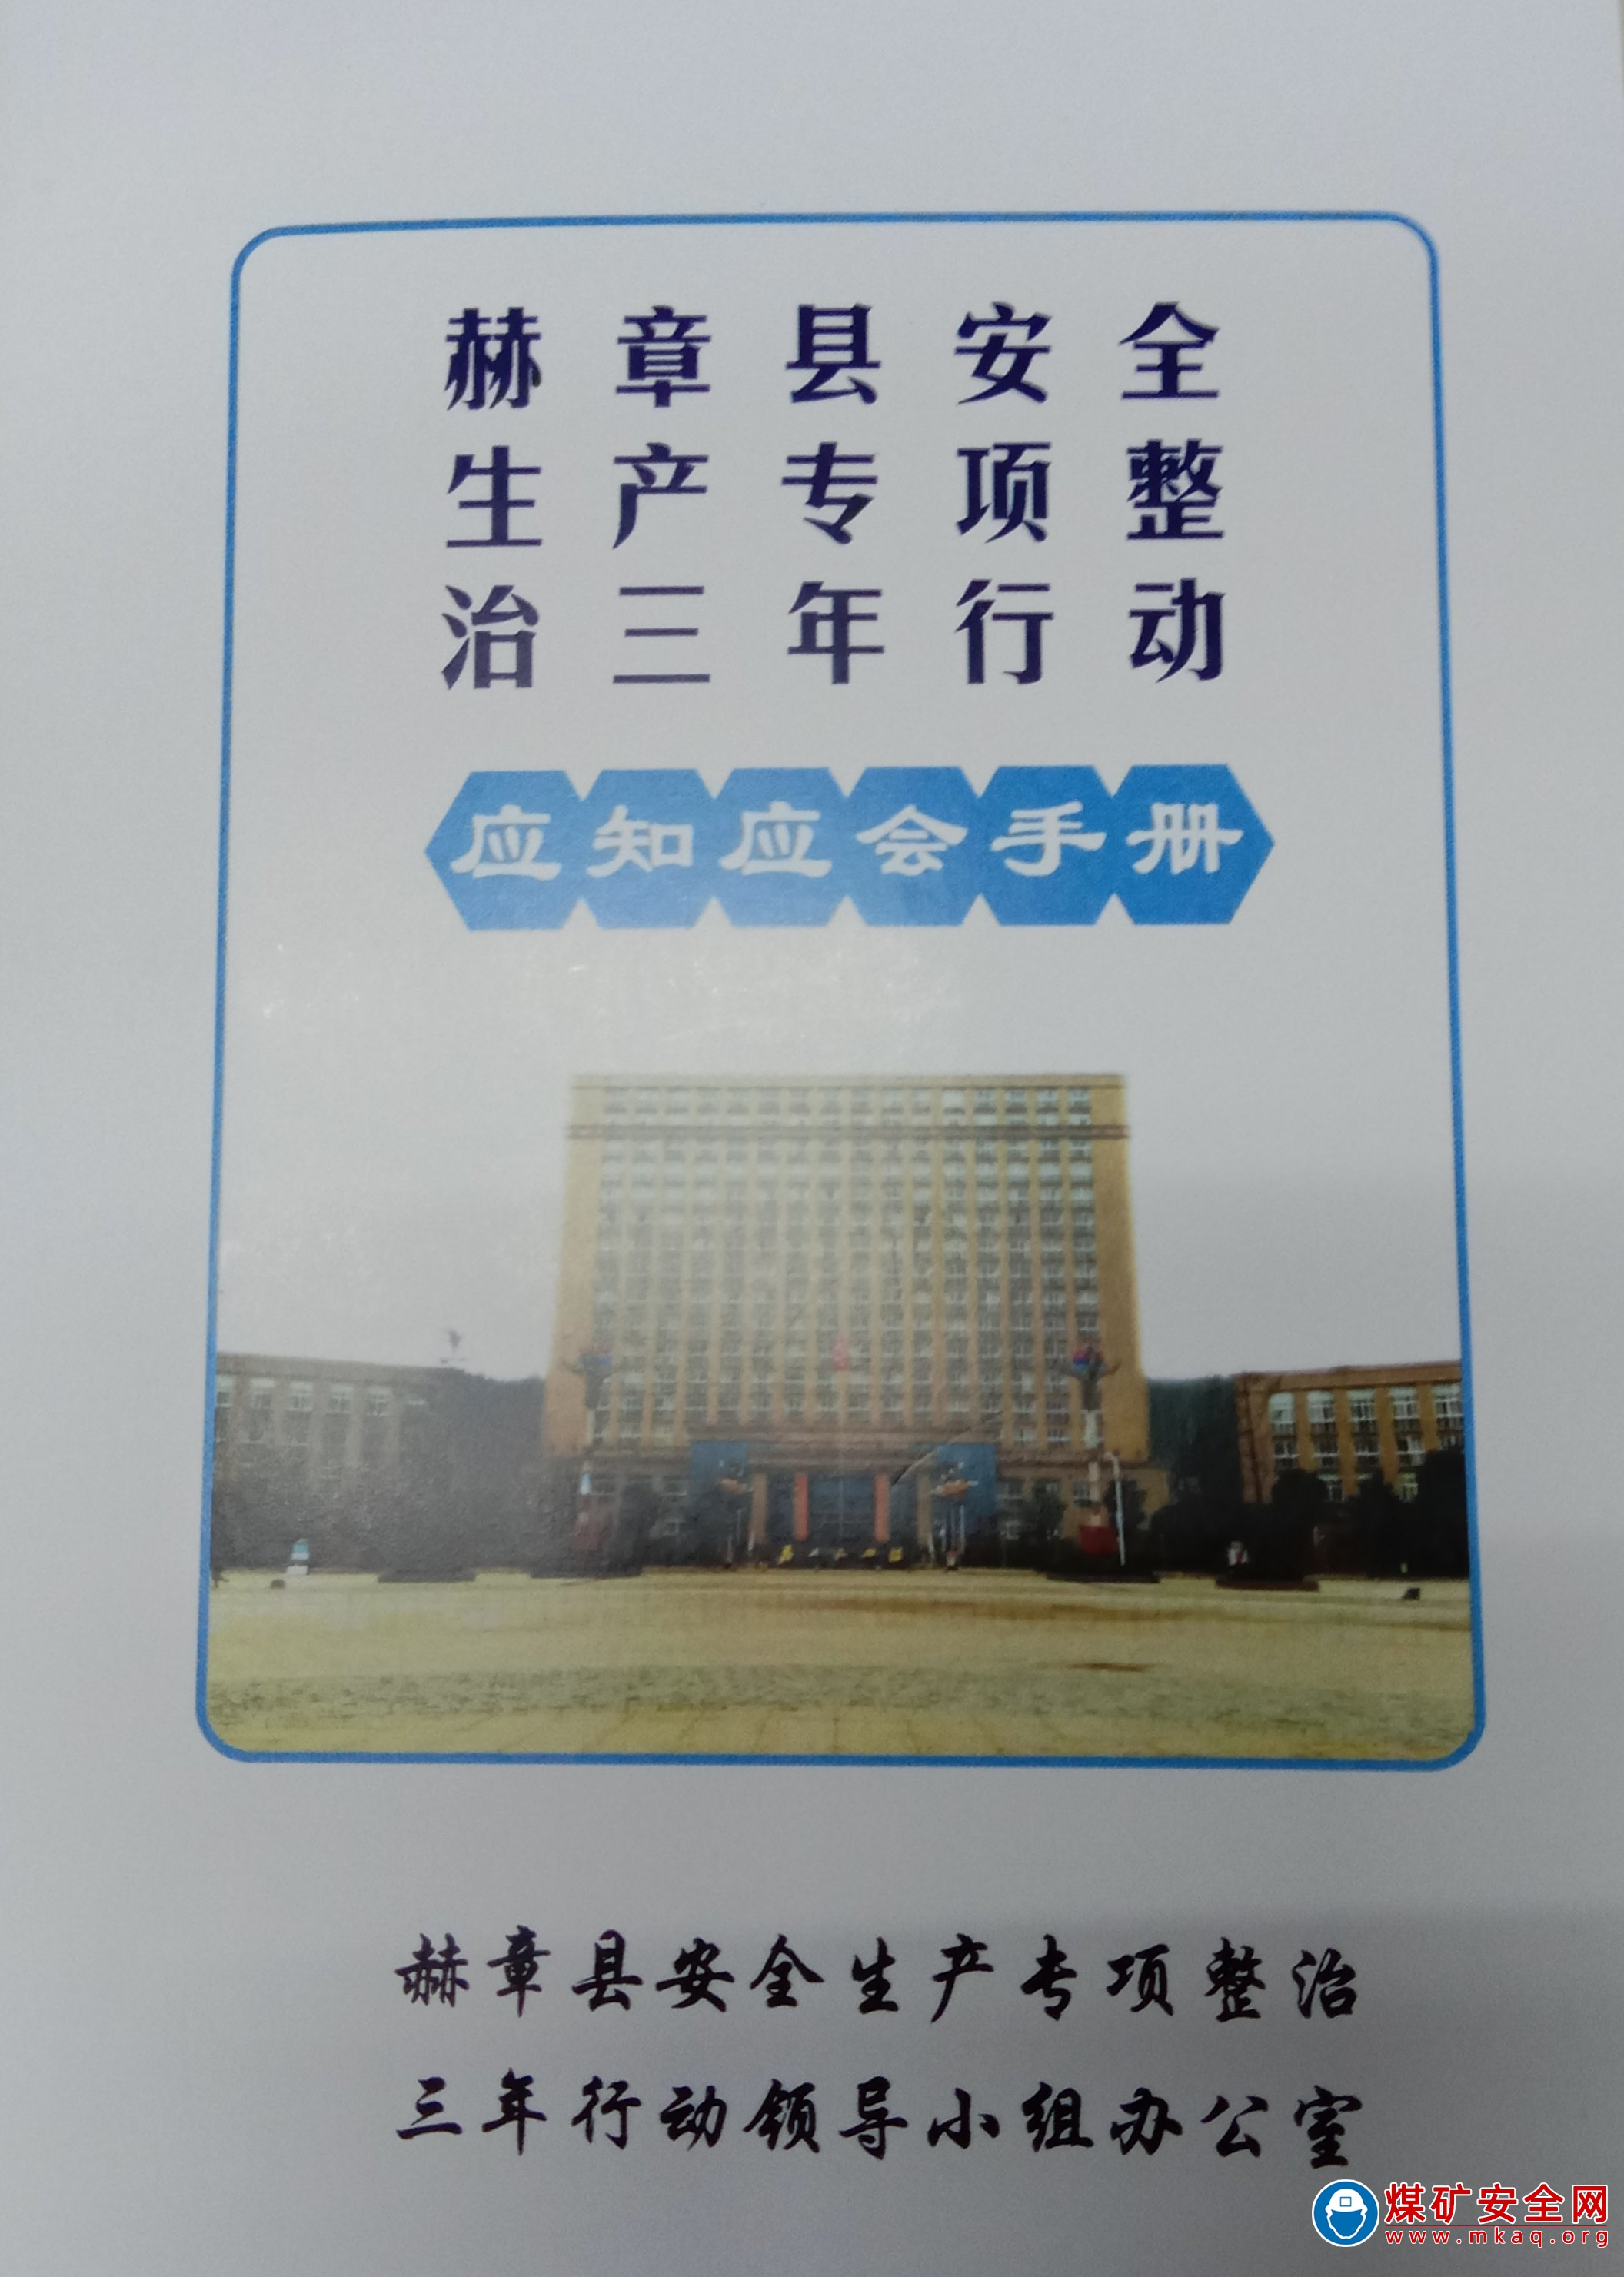 赫章县安全
生产专项整
治三年行动
应知应会手册
赫章县安全生产专项整治
三年行动领导小组办公室
煤矿安全网
www.mkaq.org